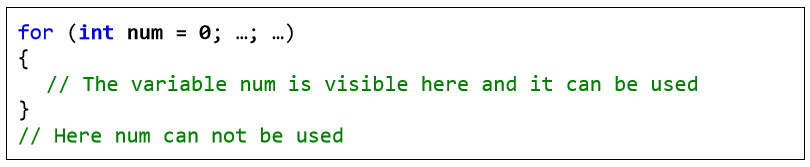 for (int num = 0; …; …)
{
// The variable num is visible here and it can be used
}
// Here num can not be used